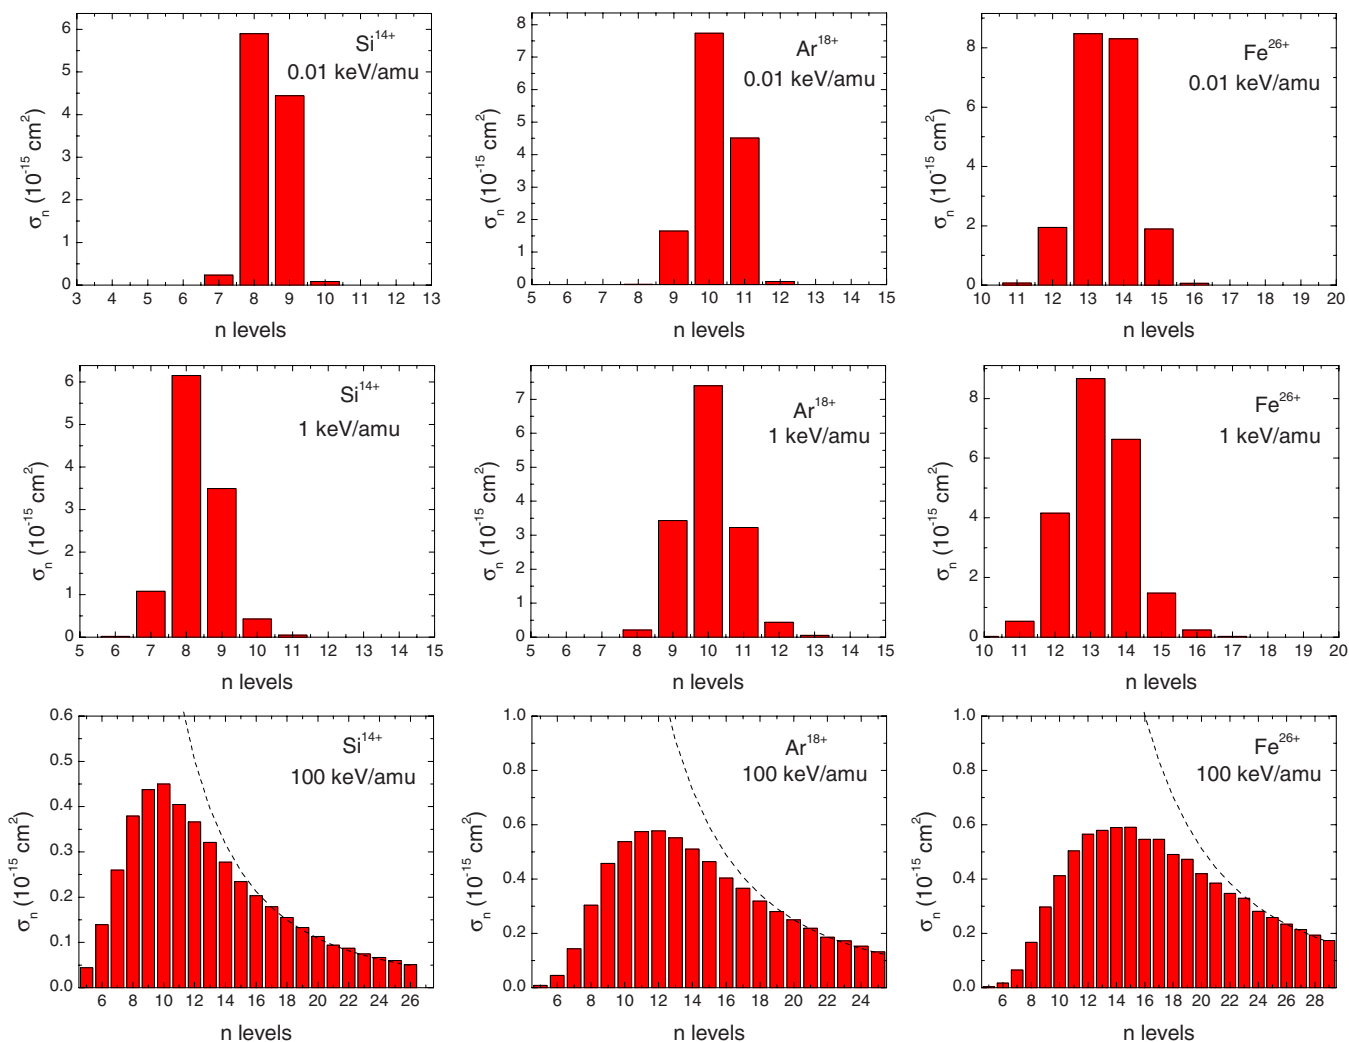 6
5
4
3
2
1
0
3 4 5 6 7 8 9 10 11 12 13
σn (10-15 cm2)
n levels
Si14+
0.01 keV/amu
8
7
6
5
4
3
2
1
0
5 6 7 8 9 10 11 12 13 14 15
σn (10-15 cm2)
n levels
Ar18+
0.01 keV/amu
8
6
4
2
0
10 11 12 13 14 15 16 17 18 19 20
σn (10-15 cm2)
n levels
Fe26+
0.01 keV/amu
6
5
4
3
2
1
0
5 6 7 8 9 10 11 12 13 14 15
σn (10-15 cm2)
n levels
Si14+
1 keV/amu
7
6
5
4
3
2
1
0
5 6 7 8 9 10 11 12 13 14 15
σn (10-15 cm2)
n levels
Ar18+
1 keV/amu
8
6
4
2
0
10 11 12 13 14 15 16 17 18 19 20
σn (10-15 cm2)
n levels
Fe26+
1 keV/amu
0.6
0.5
0.4
0.3
0.2
0.1
0.0
6 8 10 12 14 16 18 20 22 24 26
σn (10-15 cm2)
n levels
Si14+
100 keV/amu
1.0
0.8
0.6
0.4
0.2
0.0
6 8 10 12 14 16 18 20 22 24
σn (10-15 cm2)
n levels
Ar18+
100 keV/amu
1.0
0.8
0.6
0.4
0.2
0.0
6 8 10 12 14 16 18 20 22 24 26 28
σn (10-15 cm2)
n levels
Fe26+
100 keV/amu